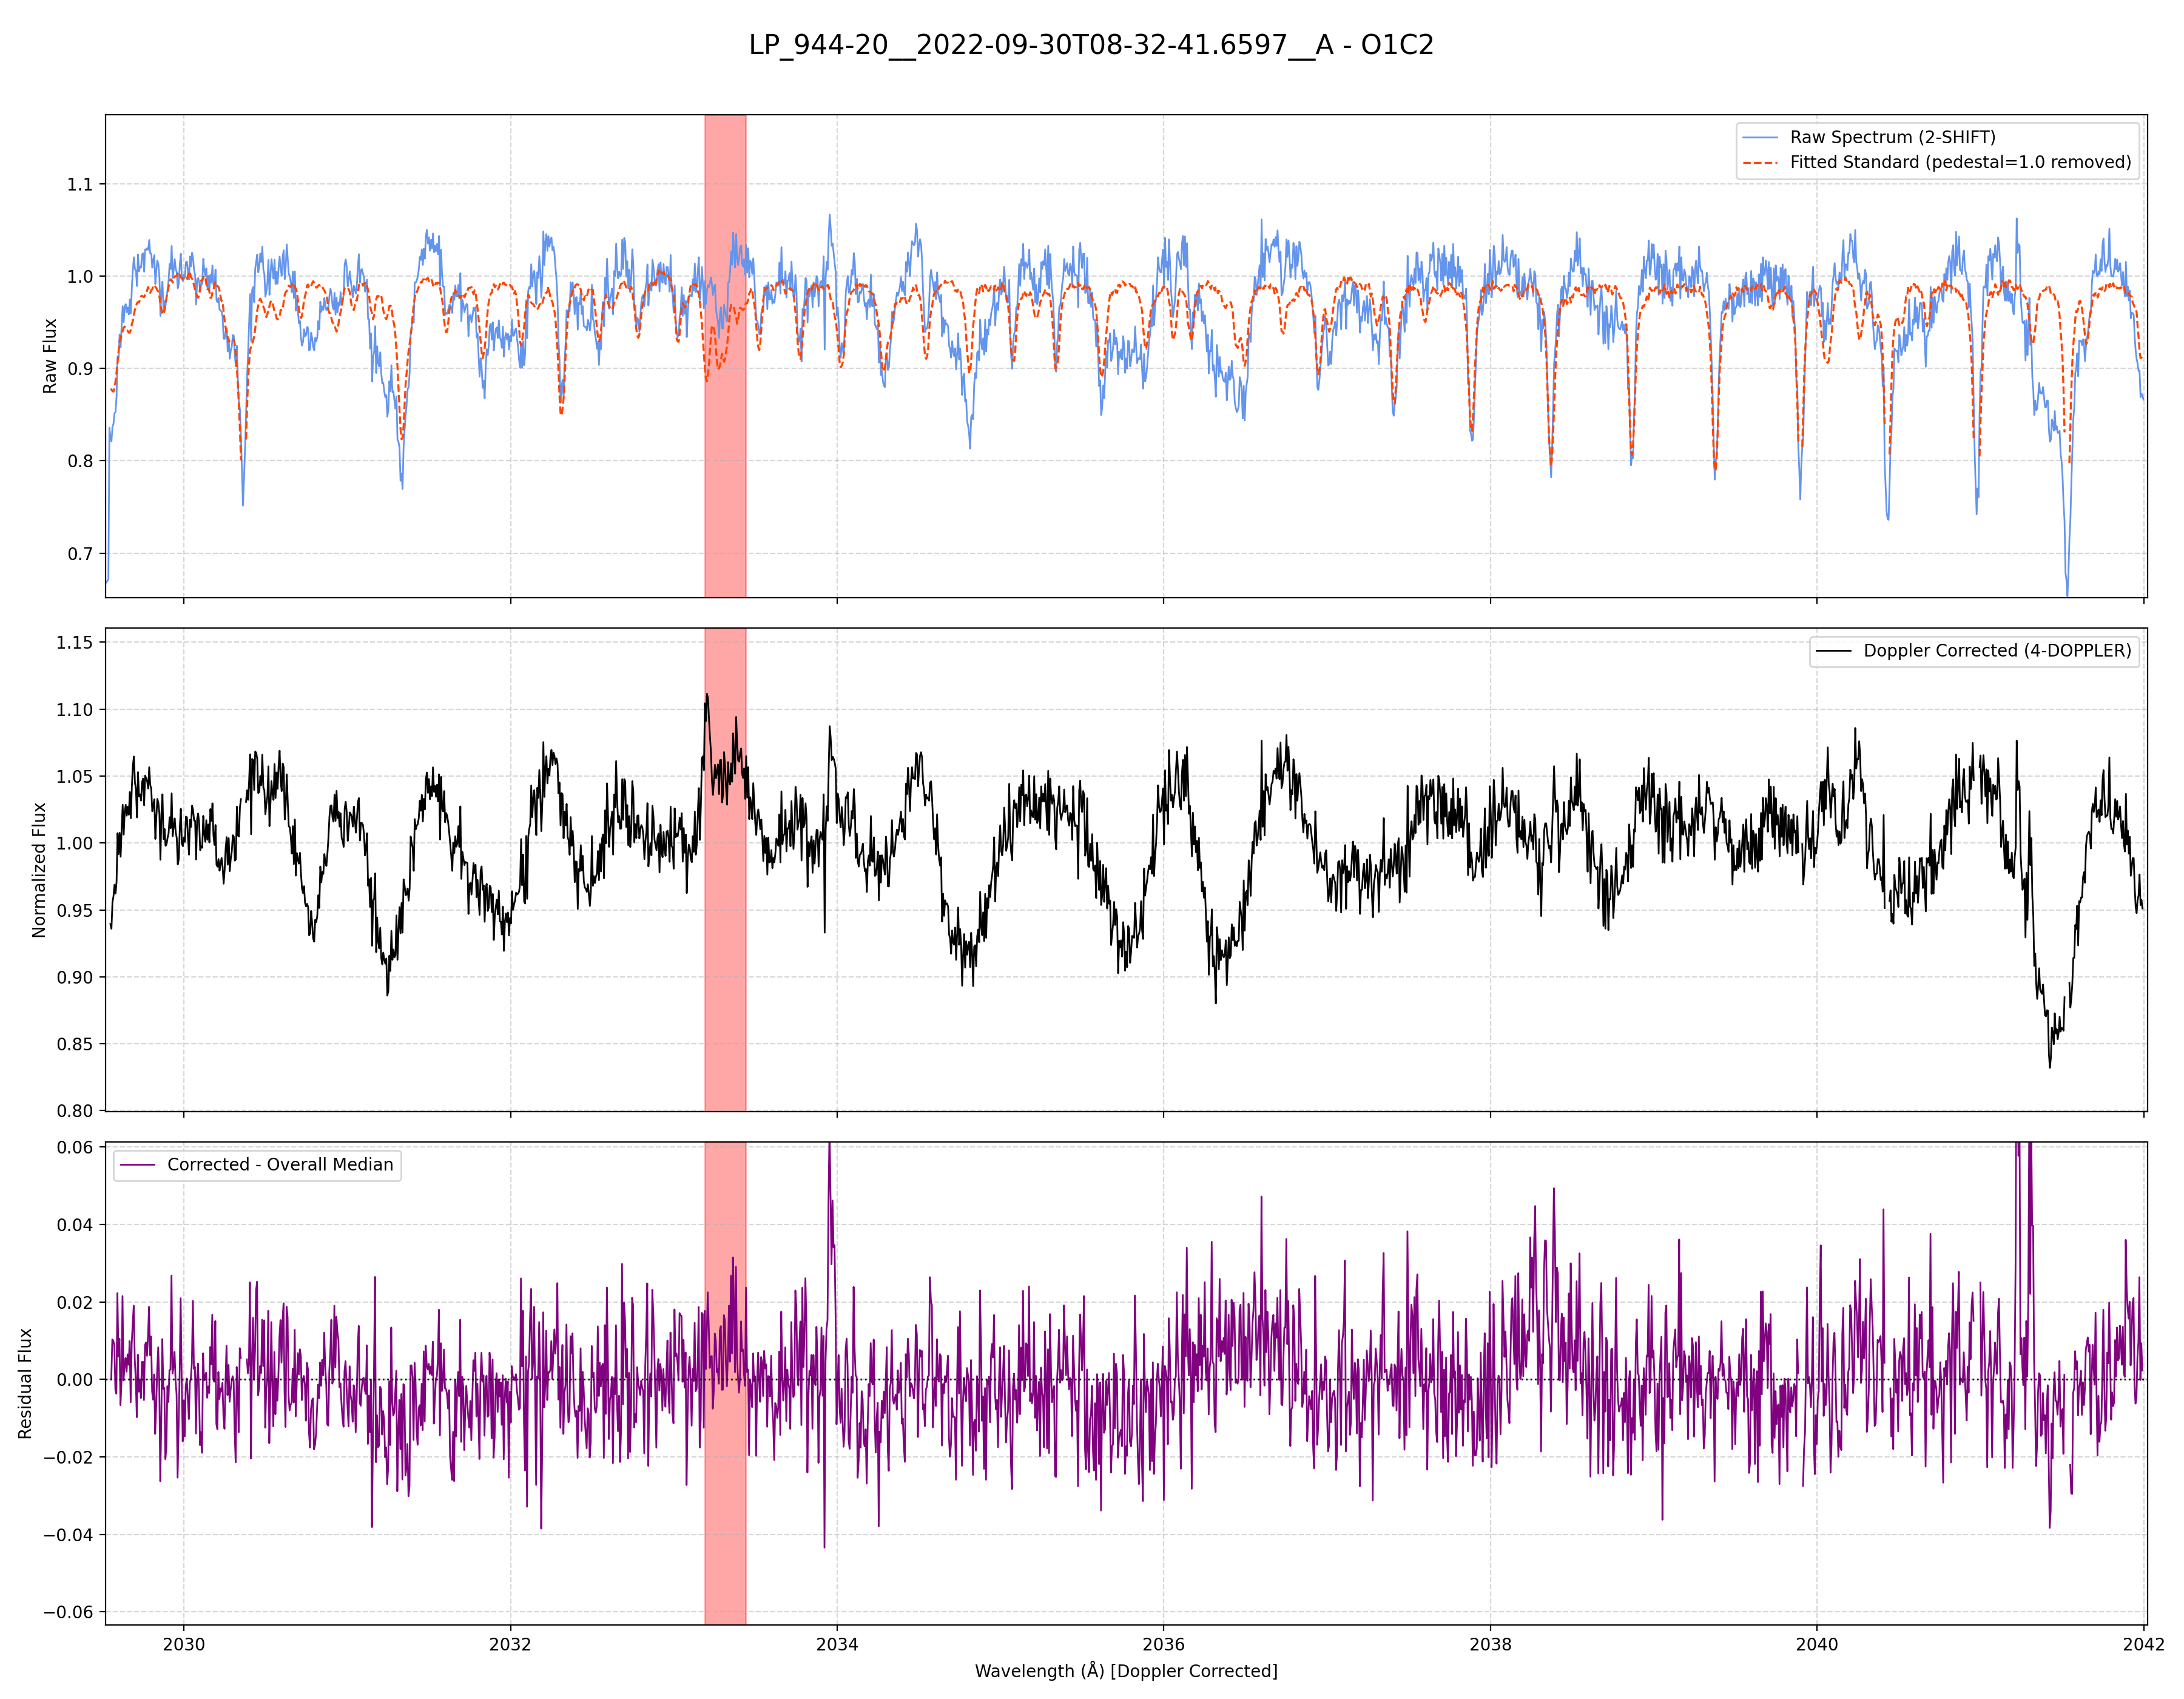 LP_944-20__2022-09-30T08-32-41.6597__A - O1C2
Raw Flux
1.1
1.0
0.9
0.8
0.7
Raw Spectrum (2-SHIFT)
Fitted Standard (pedestal=1.0 removed)
Normalized Flux
1.15
1.10
1.05
1.00
0.95
0.90
0.85
0.80
Doppler Corrected (4-DOPPLER)
Residual Flux
0.06
0.04
0.02
0.00
−0.02
−0.04
−0.06
Corrected - Overall Median
2030 2032 2034 2036 2038 2040 2042
Wavelength (Å) [Doppler Corrected]